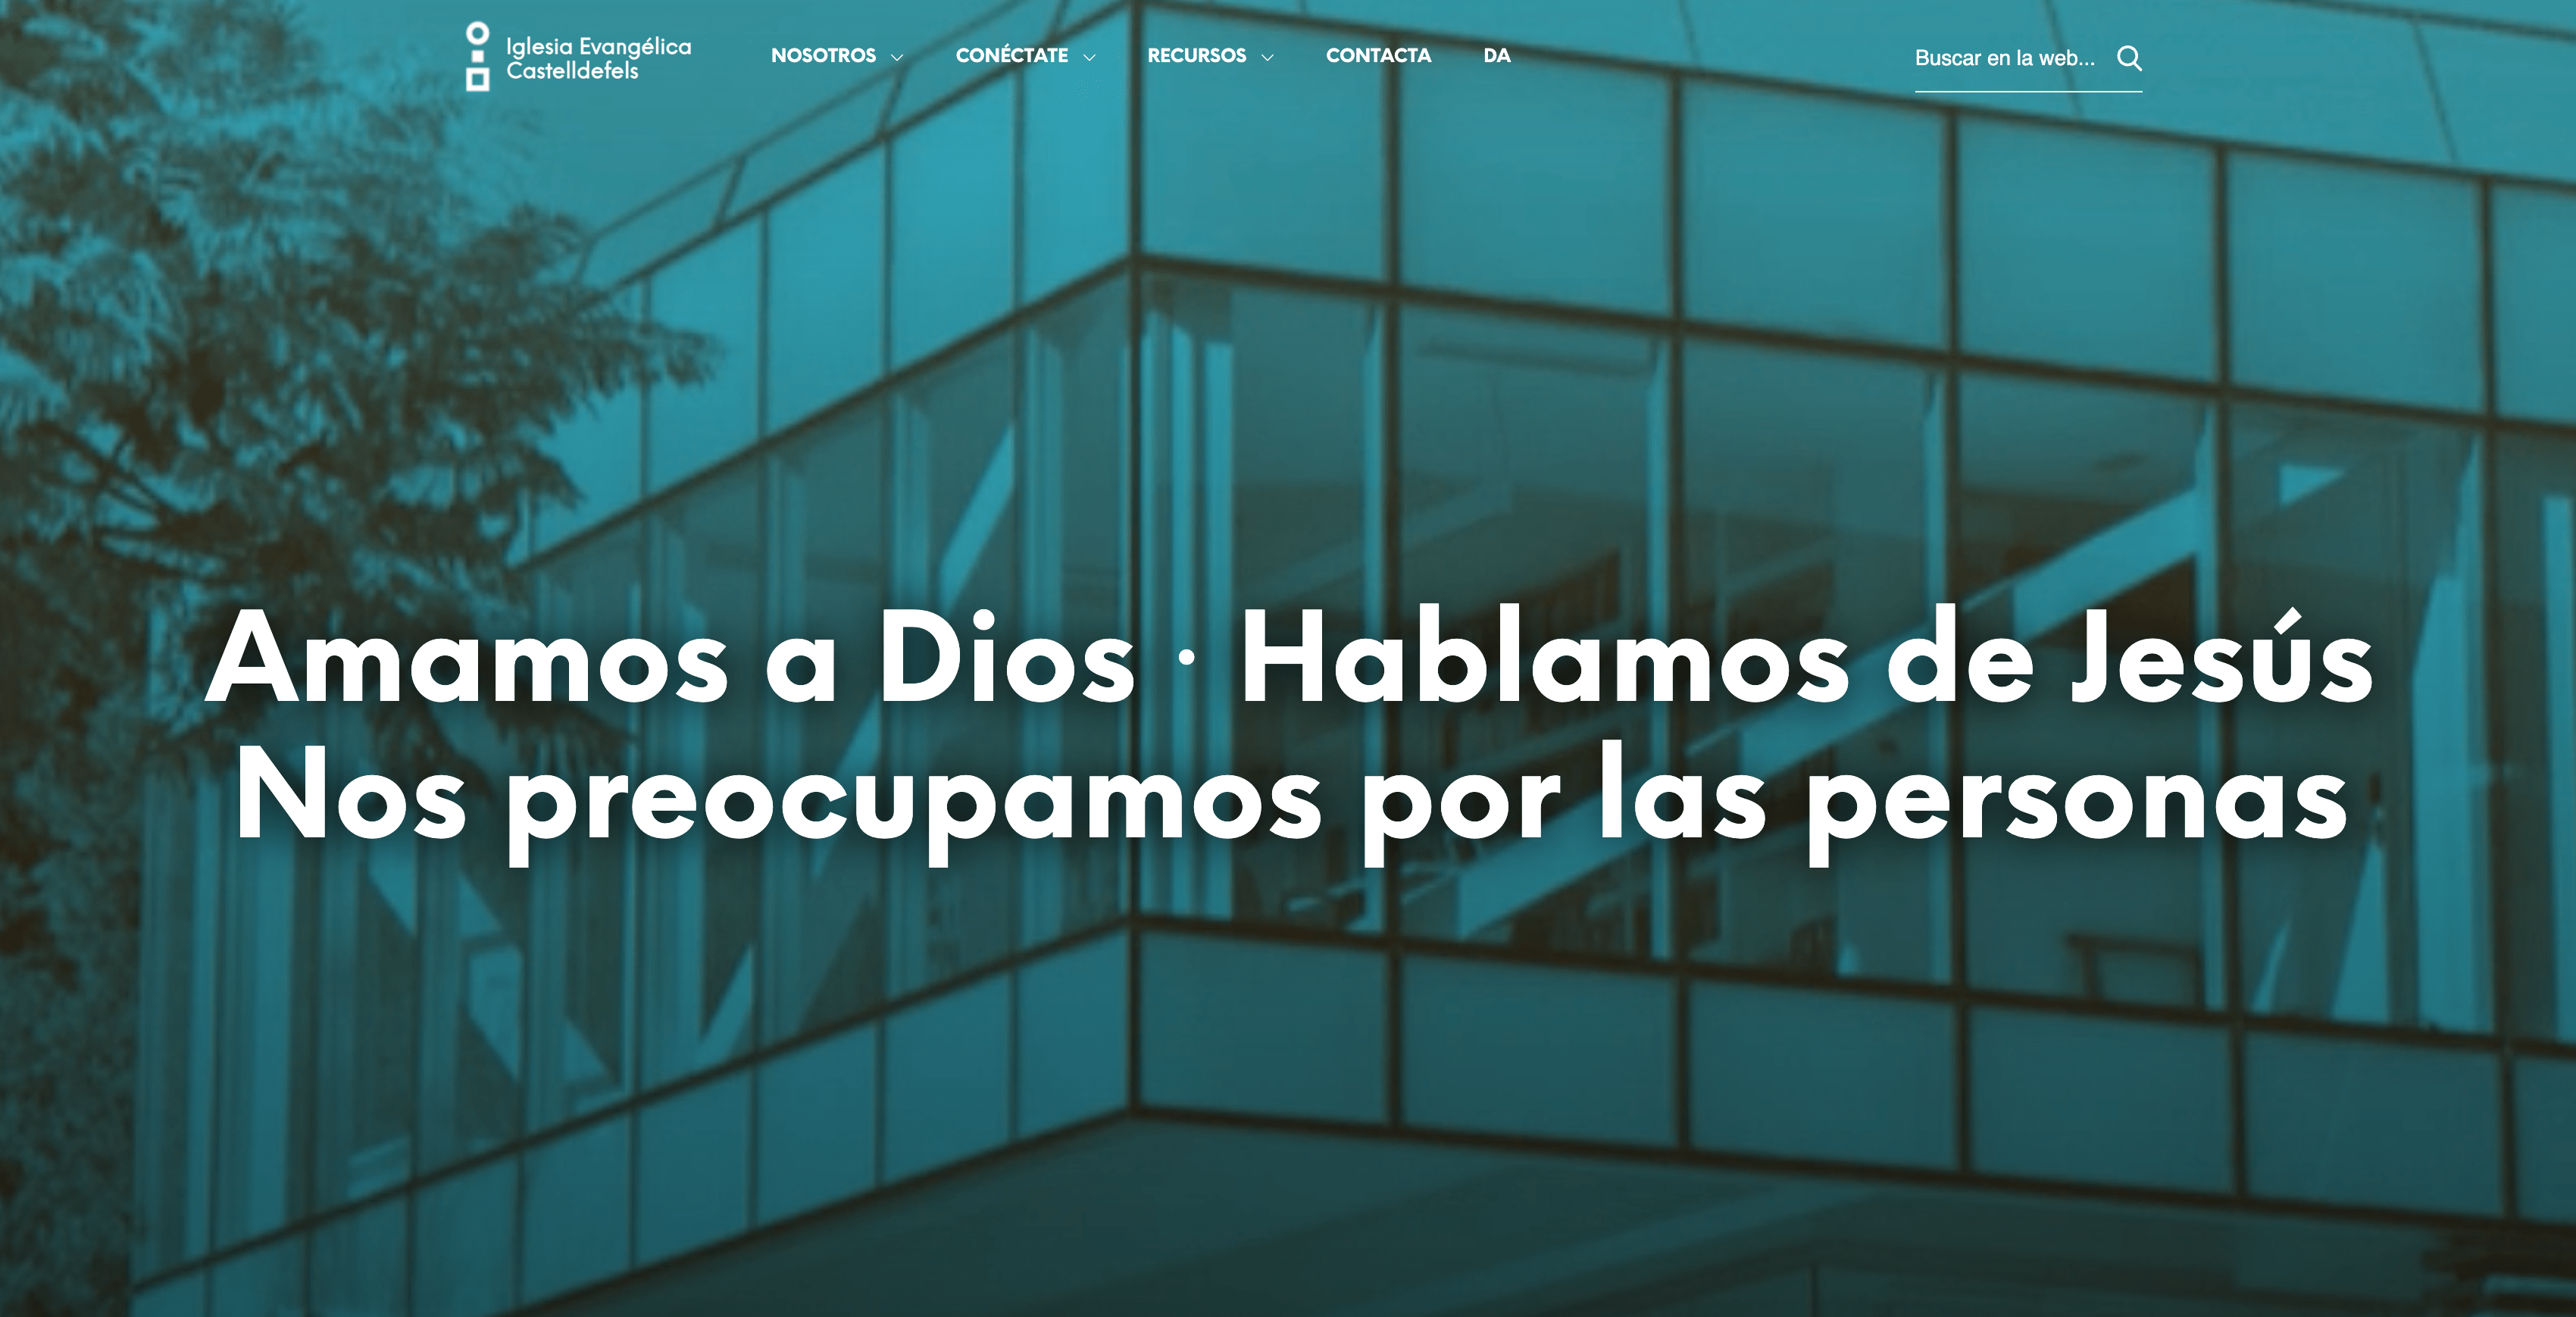 Iglesia Evangélica
Castelldefels
NOSOTROS
CONÉCTATE
RECURSOS
CONTACTA
DA
Buscar en la web...
Amamos a Dios · Hablamos de Jesús
Nos preocupamos por las personas